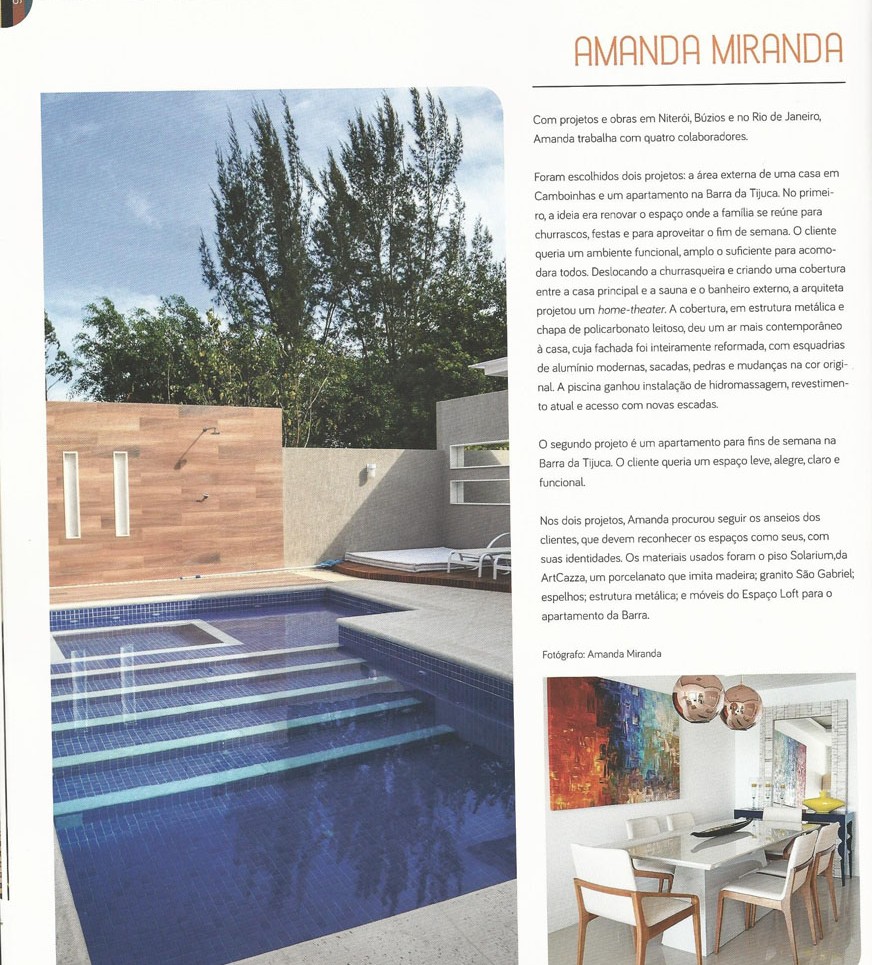 AMANDA MIRANDA
Com projetos e obras em Niterói, Búzios e no Rio de Janeiro,
Amanda trabalha com quatro colaboradores.
Foram escolhidos dois projetos: a área externa de uma casa em
Camboinhas e um apartamento na Barra da Tijuca. No primei-
ro, a ideia era renovar o espaço onde a família se reúne para
churrascos, festas e para aproveitar o fim de semana. O cliente
queria um ambiente funcional, amplo o suficiente para acomo-
dara todos. Deslocando a churrasqueira e criando uma cobertura
entre a casa principal e a sauna e o banheiro externo, a arquiteta
projetou um home-theater. A cobertura, em estrutura metálica e
chapa de policarbonato leitoso, deu um ar mais contemporâneo
à casa, cuja fachada foi inteiramente reformada, com esquadrias
de alumínio modernas, sacadas, pedras e mudanças na cor origi-
nal. A piscina ganhou instalação de hidromassagem, revestimen-
to atual e acesso com novas escadas.
O segundo projeto é um apartamento para fins de semana na
Barra da Tijuca. O cliente queria um espaço leve, alegre, claro e
funcional.
Nos dois projetos, Amanda procurou seguir os anseios dos
clientes, que devem reconhecer os espaços como seus, com
suas identidades. Os materiais usados foram o piso Solarium,da
ArtCazza, um porcelanato que imita madeira; granito São Gabriel;
espelhos; estrutura metálica; e móveis do Espaço Loft para o
apartamento da Barra.
Fotógrafo: Amanda Miranda